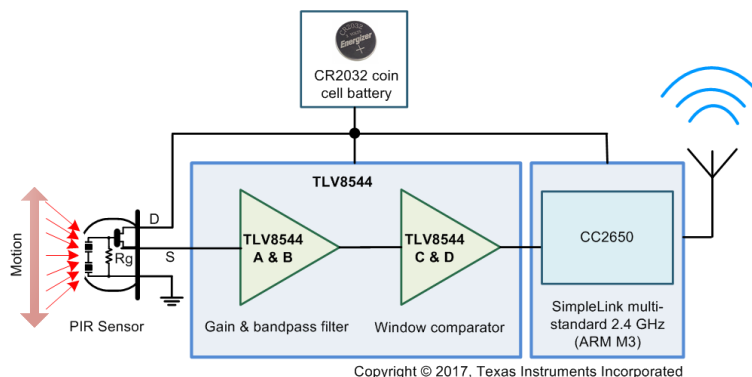 CR2032
Energizer
CR2032 coin
cell battery
TLV8544
D
TLV8544
A & B
TLV8544
C & D
CC2650
Motion
Rg
S
PIR Sensor
Gain & bandpass filter
Window comparator
SimpleLink multi-
standard 2.4 GHz
(ARM M3)
Copyright © 2017, Texas Instruments Incorporated